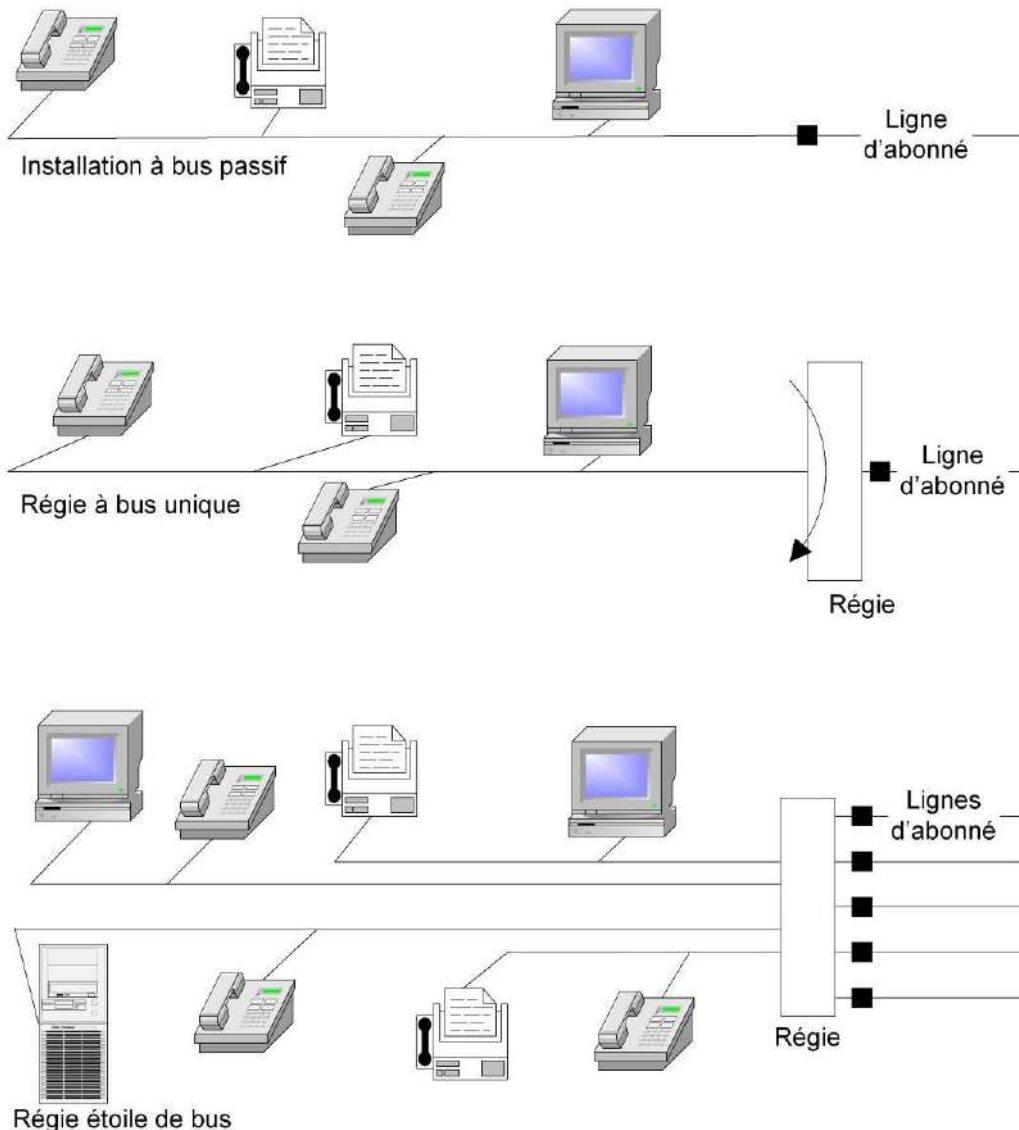 Ligne
d'abonné
Installation à bus passif
Ligne
d'abonné
Régie à bus unique
Régie
Lignes
d'abonné
Régie
Régie étoile de bus